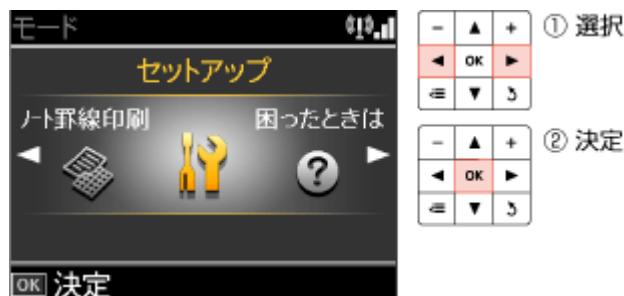 モード
セットアップ
ノート罫線印刷
困ったときは
OK 決定
① 選択
- +
OK
② 決定
- +
OK